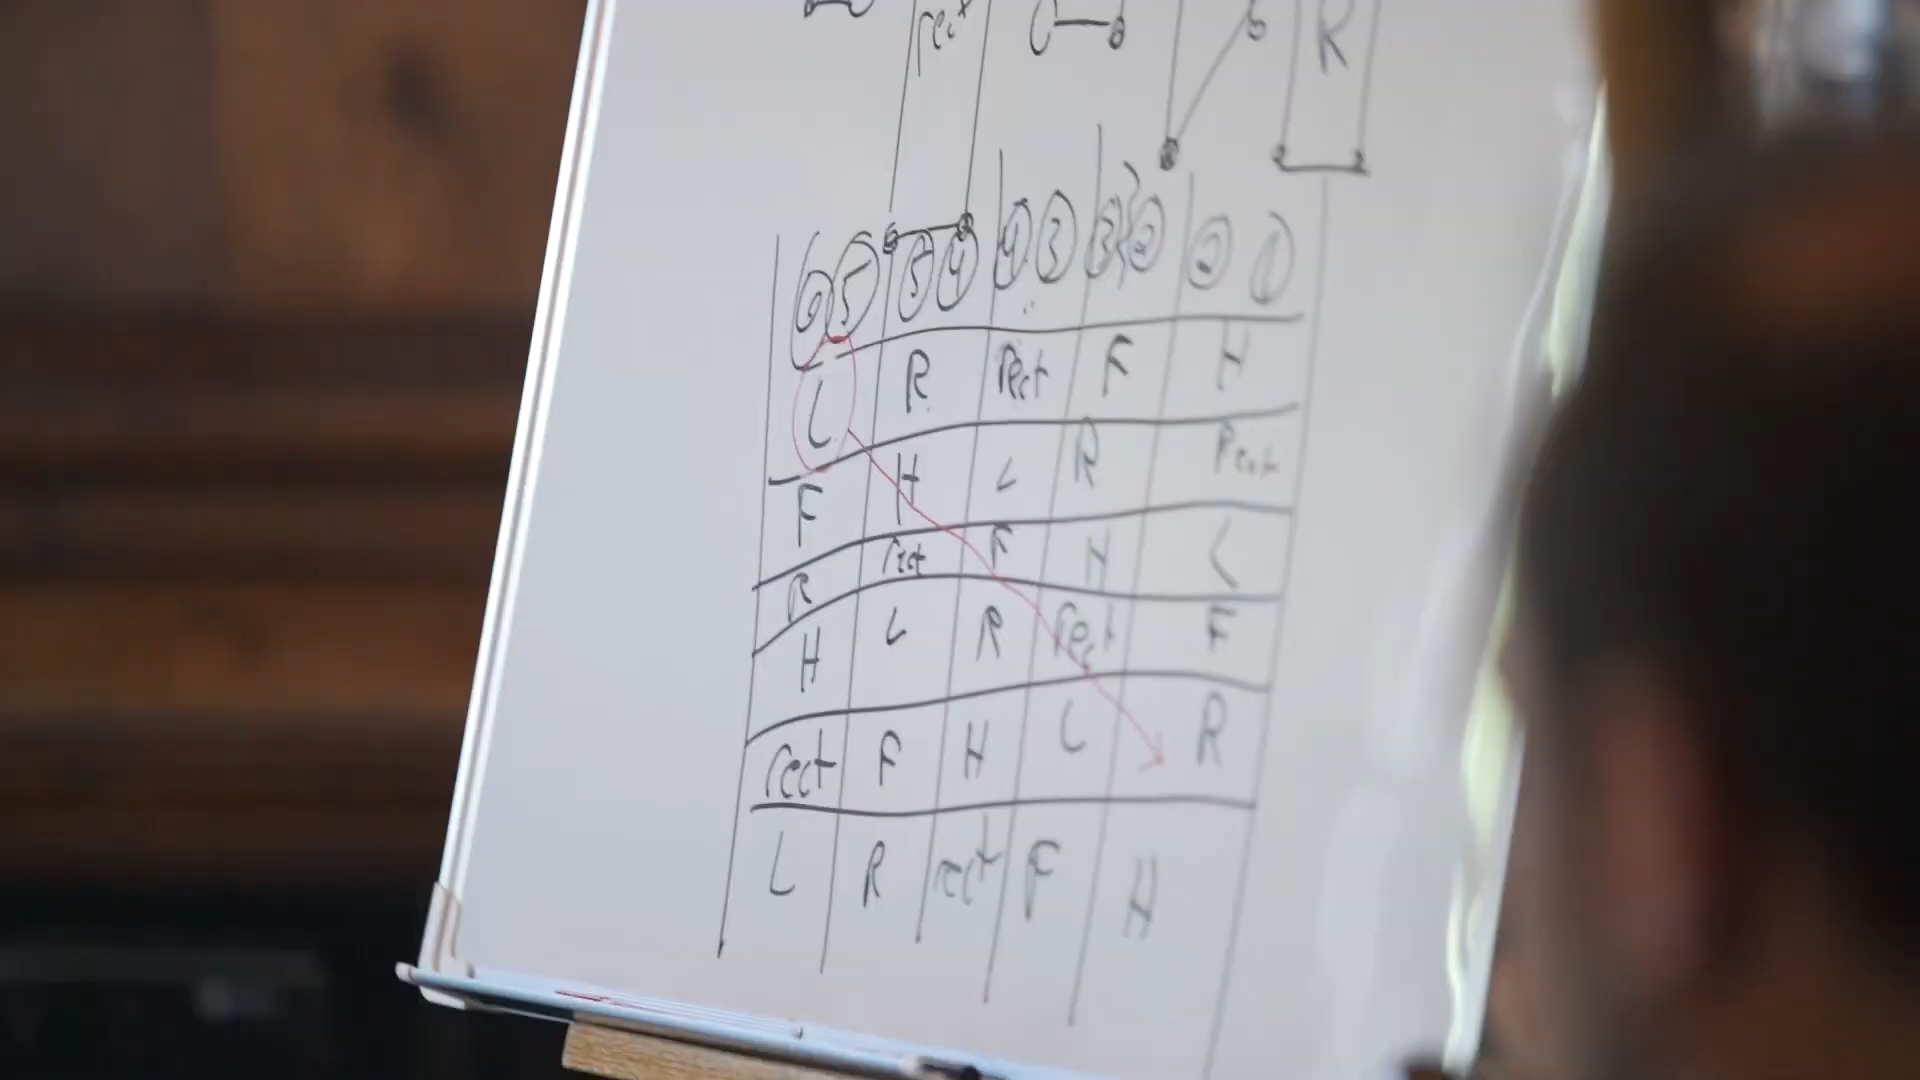 rect R
6 5 5 4 4 3 3 2 2 1
L R Rect F H
F H L R Rect
R rect F H L
H L R rect F
rect F H L R
L R rect F H